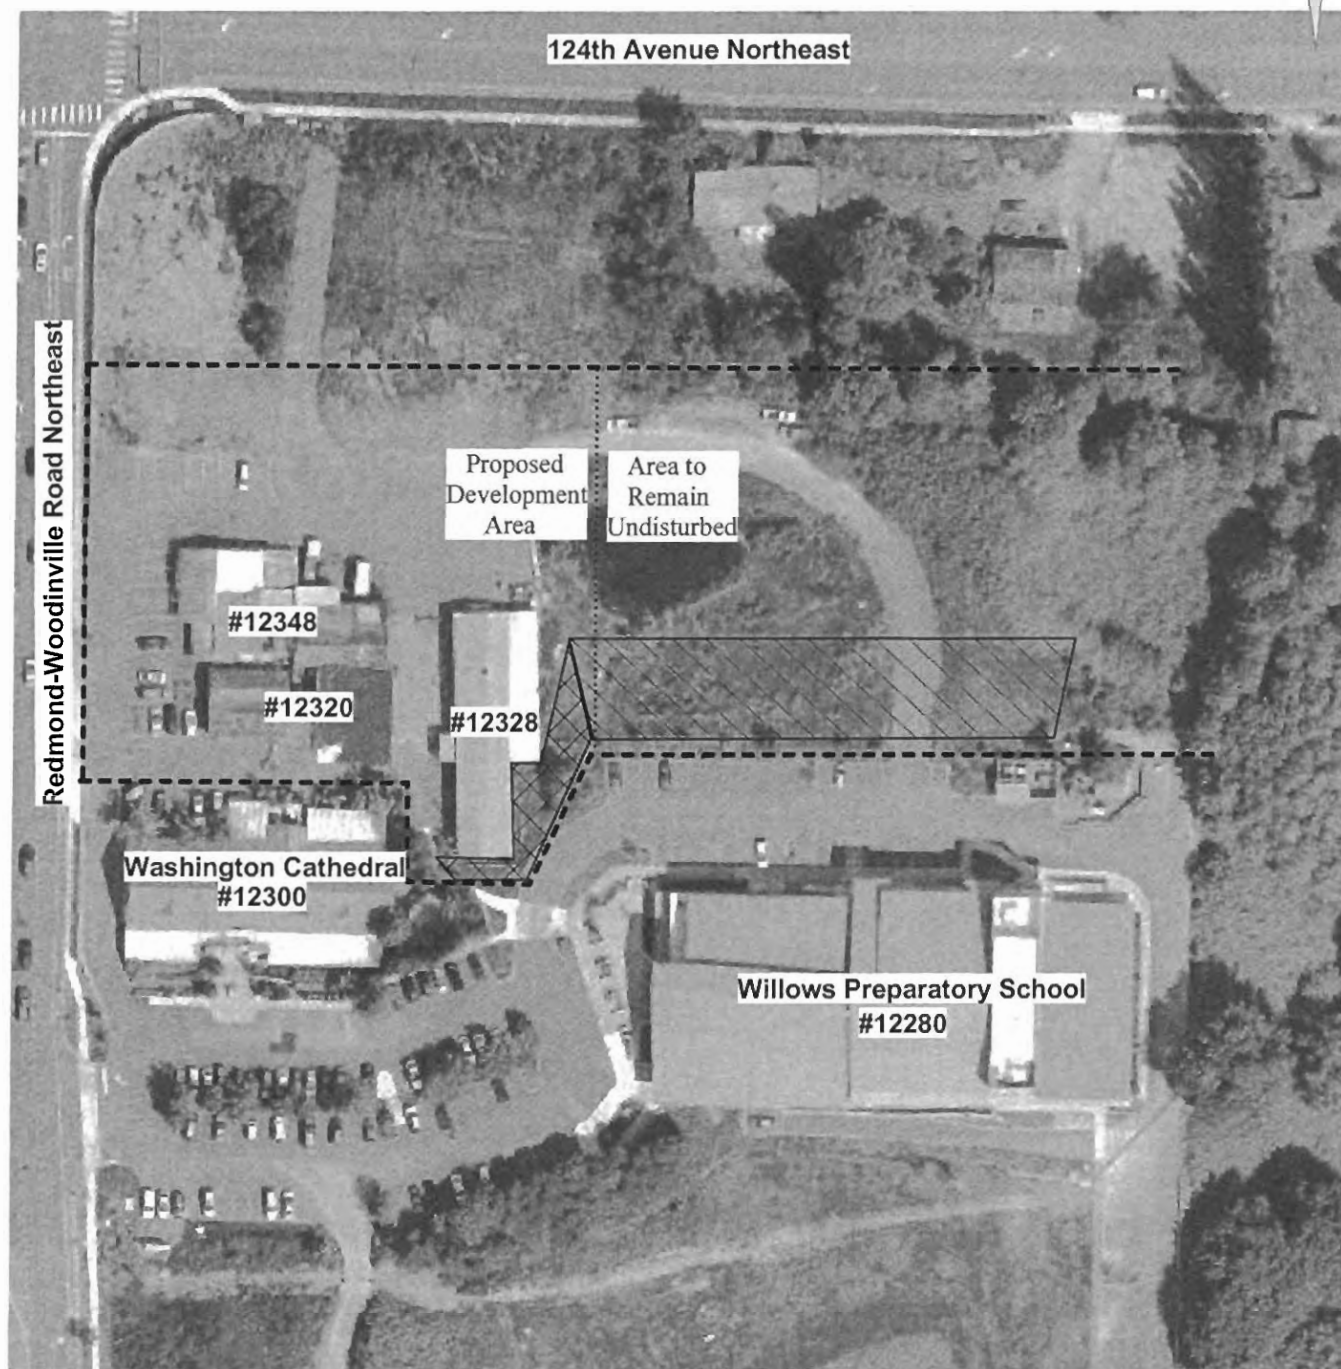 124th Avenue Northeast
Redmond-Woodinville Road Northeast
Proposed
Development
Area
Area to
Remain
Undisturbed
#12348
#12320
#12328
Washington Cathedral
#12300
Willows Preparatory School
#12280